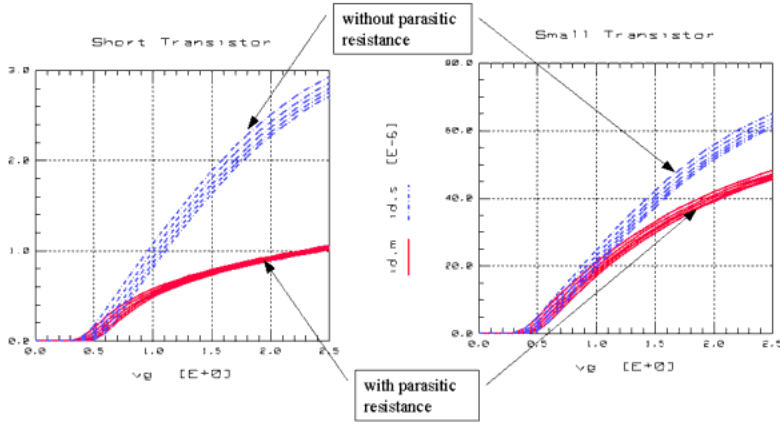 without parasitic
resistance
Short Transistor
Small Transistor
3.0
2.0
1.0
0.0
0.0 0.5 1.0 1.5 2.0 2.5
vg [E+0]
[E-6]
id.s
id.m
80.0
60.0
40.0
20.0
0.0
0.0 0.5 1.0 1.5 2.0 2.5
vg [E+0]
with parasitic
resistance